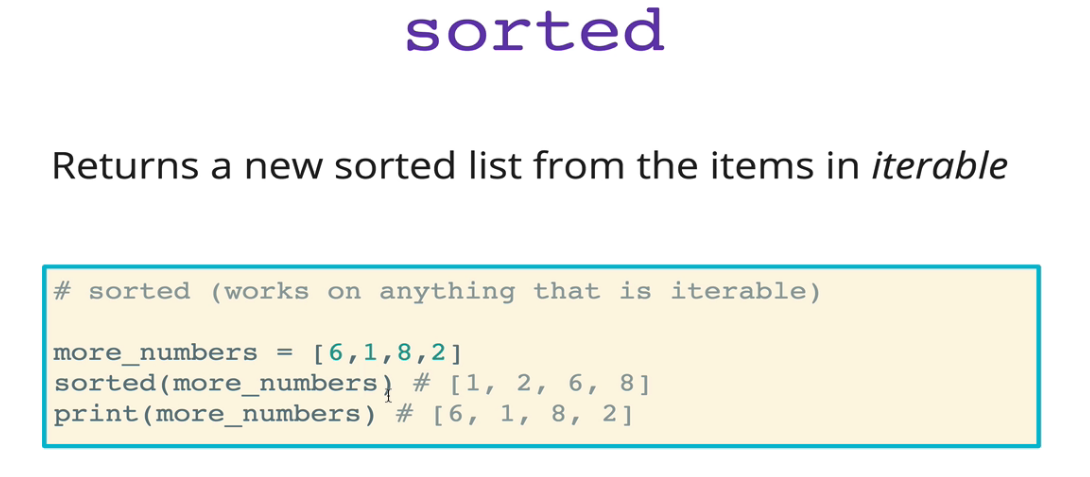 sorted
Returns a new sorted list from the items in iterable
# sorted (works on anything that is iterable)
more_numbers = [6,1,8,2]
sorted(more_numbers) # [1, 2, 6, 8]
print(more_numbers) # [6, 1, 8, 2]